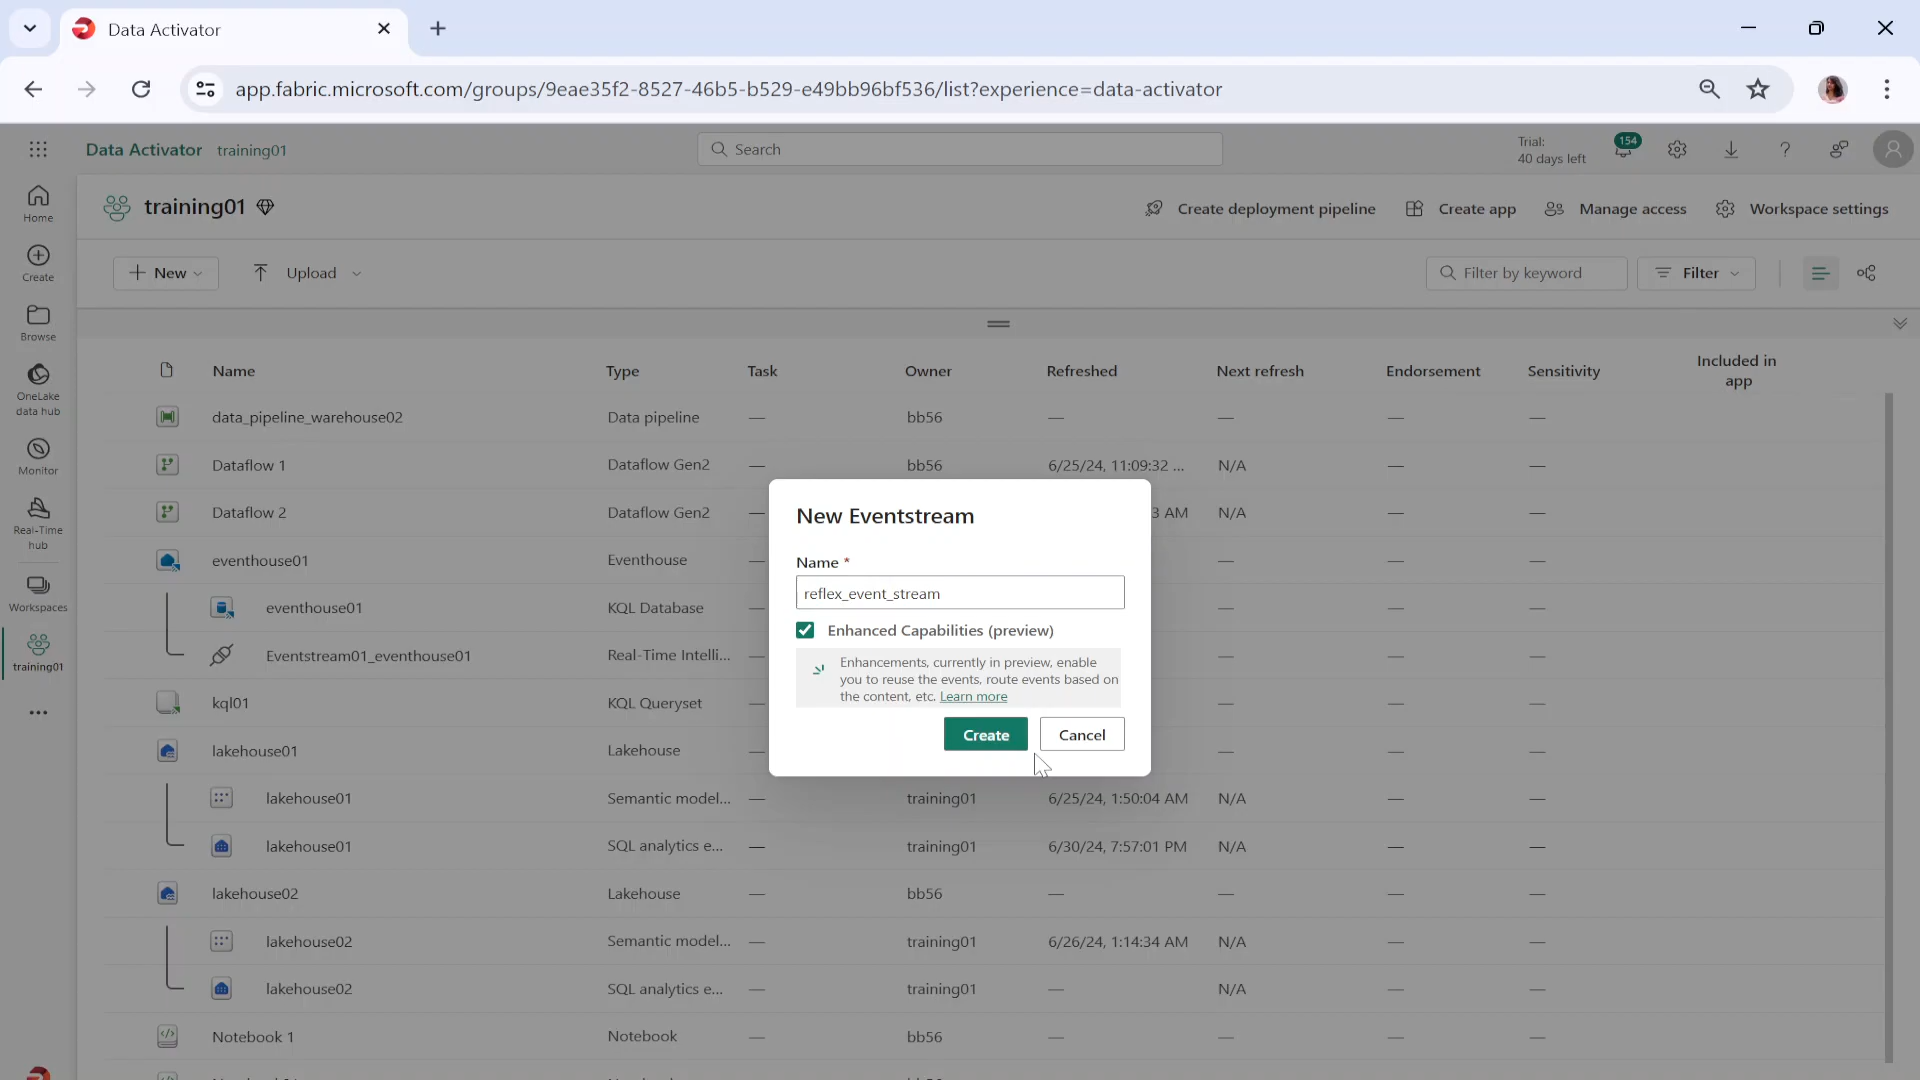 Data Activator
app.fabric.microsoft.com/groups/9eae35f2-8527-46b5-b529-e49bb96bf536/list?experience=data-activator
Data Activator training01
Search
Trial:
40 days left
154
training01
Create deployment pipeline
Create app
Manage access
Workspace settings
New
Upload
Filter by keyword
Filter
Home
Create
Browse
OneLake
data hub
Monitor
Real-Time
hub
Workspaces
training01
Name Type Task Owner Refreshed Next refresh Endorsement Sensitivity Included in
app
data_pipeline_warehouse02 Data pipeline — bb56 — — — —
Dataflow 1 Dataflow Gen2 — bb56 6/25/24, 11:09:32 ... N/A — —
Dataflow 2 Dataflow Gen2 — 3 AM N/A — —
eventhouse01 Eventhouse — — — —
eventhouse01 KQL Database — — — —
Eventstream01_eventhouse01 Real-Time Intelli... — — — —
kql01 KQL Queryset — — — —
lakehouse01 Lakehouse — — — —
lakehouse01 Semantic model... — training01 6/25/24, 1:50:04 AM N/A — —
lakehouse01 SQL analytics e... — training01 6/30/24, 7:57:01 PM N/A — —
lakehouse02 Lakehouse — bb56 — — — —
lakehouse02 Semantic model... — training01 6/26/24, 1:14:34 AM N/A — —
lakehouse02 SQL analytics e... — training01 — N/A — —
Notebook 1 Notebook — bb56 — — — —
New Eventstream
Name *
reflex_event_stream
Enhanced Capabilities (preview)
Enhancements, currently in preview, enable
you to reuse the events, route events based on
the content, etc. Learn more
Create
Cancel